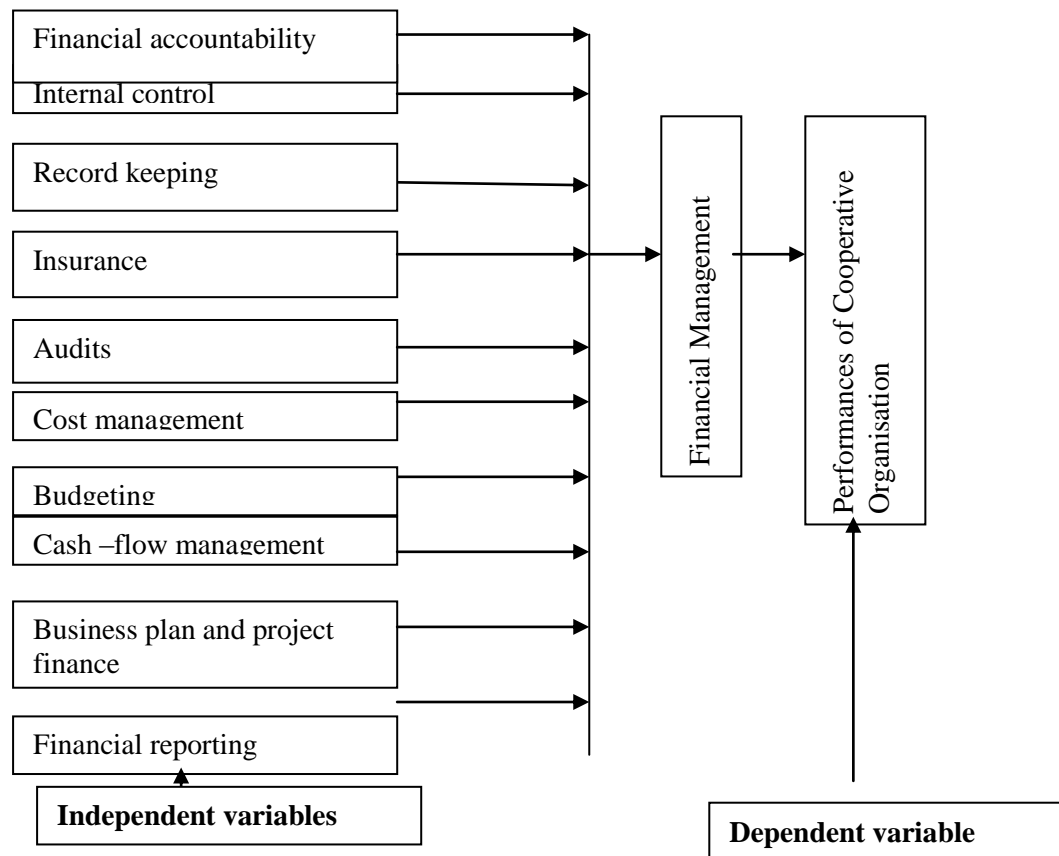 Financial accountability
Internal control
Record keeping
Insurance
Audits
Cost management
Budgeting
Cash –flow management
Business plan and project
finance
Financial reporting
Independent variables
Financial Management
Performances of Cooperative
Organisation
Dependent variable